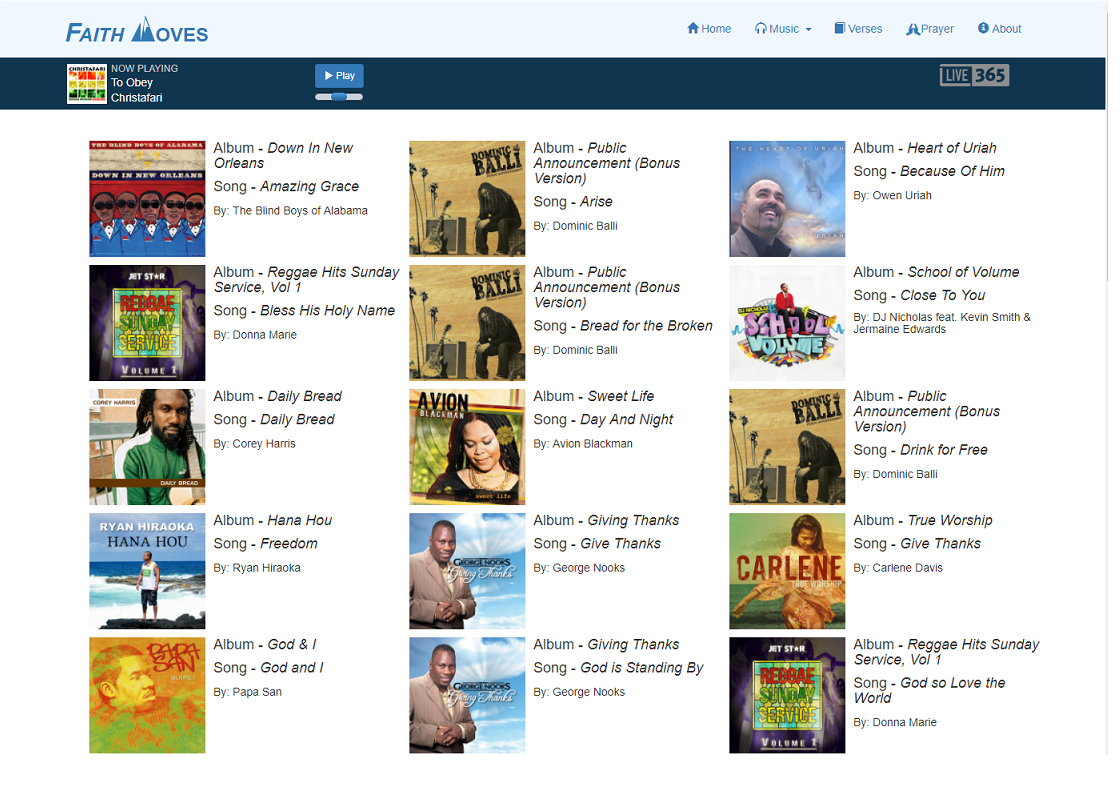 FAITH MOVES
Home
Music
Verses
Prayer
About
CHRISTAFARI
NOW PLAYING
To Obey
Christafari
Play
LIVE 365
THE BLIND BOYS OF ALABAMA
DOWN IN NEW ORLEANS
Album - Down In New
Orleans
Song - Amazing Grace
By: The Blind Boys of Alabama
DOMINIC
BALLI
Album - Public
Announcement (Bonus
Version)
Song - Arise
By: Dominic Balli
THE HEART OF URIAH
Album - Heart of Uriah
Song - Because Of Him
By: Owen Uriah
JET STAR
REGGAE
SUNDAY
SERVICE
VOLUME 1
Album - Reggae Hits Sunday
Service, Vol 1
Song - Bless His Holy Name
By: Donna Marie
DOMINIC
BALLI
Album - Public
Announcement (Bonus
Version)
Song - Bread for the Broken
By: Dominic Balli
DJ NICHOLAS
SCHOOL
OF
VOLUME
Album - School of Volume
Song - Close To You
By: DJ Nicholas feat. Kevin Smith &
Jermaine Edwards
COREY HARRIS
DAILY BREAD
Album - Daily Bread
Song - Daily Bread
By: Corey Harris
AVION
BLACKMAN
sweet life
Album - Sweet Life
Song - Day And Night
By: Avion Blackman
DOMINIC
BALLI
Album - Public
Announcement (Bonus
Version)
Song - Drink for Free
By: Dominic Balli
RYAN HIRAOKA
HANA HOU
Album - Hana Hou
Song - Freedom
By: Ryan Hiraoka
GEORGE NOOKS
Giving Thanks
Album - Giving Thanks
Song - Give Thanks
By: George Nooks
CARLENE
TRUE WORSHIP
Album - True Worship
Song - Give Thanks
By: Carlene Davis
PAPA
SAN
Album - God & I
Song - God and I
By: Papa San
GEORGE NOOKS
Giving Thanks
Album - Giving Thanks
Song - God is Standing By
By: George Nooks
JET STAR
REGGAE
SUNDAY
SERVICE
VOLUME 1
Album - Reggae Hits Sunday
Service, Vol 1
Song - God so Love the
World
By: Donna Marie